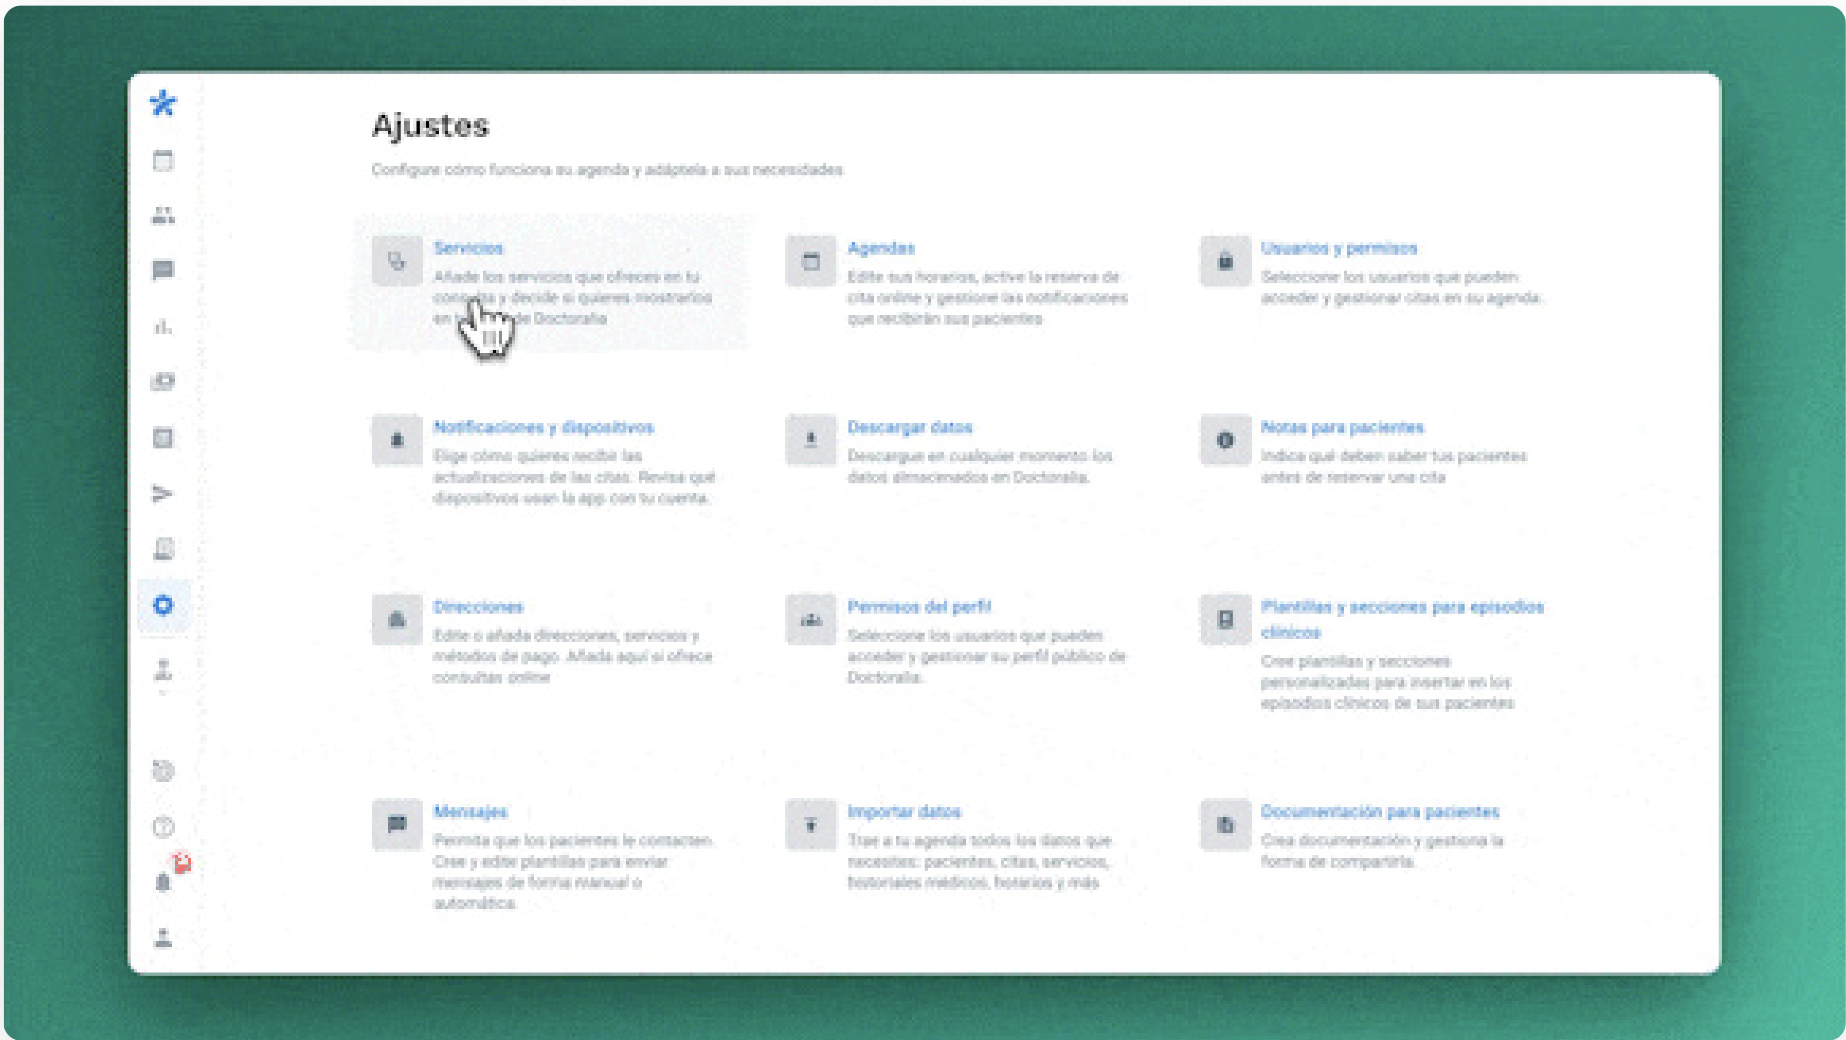 Ajustes
Configure cómo funciona su agenda y adáptela a sus necesidades
Servicios
Añade los servicios que ofreces en tu
y decide si quieres mostrarlos
en de Doctoralia
Agendas
Edite sus horarios, active la reserva de
cita online y gestione las notificaciones
que recibirán sus pacientes
Usuarios y permisos
Seleccione los usuarios que pueden
acceder y gestionar citas en su agenda.
Notificaciones y dispositivos
Elige cómo quieres recibir las
actualizaciones de las citas. Revisa qué
dispositivos usan la app con tu cuenta.
Descargar datos
Descargue en cualquier momento los
datos almacenados en Doctoralia.
Notas para pacientes
Indica qué deben saber tus pacientes
antes de reservar una cita
Direcciones
Edite o añada direcciones, servicios y
métodos de pago. Añada aquí si ofrece
consultas online
Permisos del perfil
Seleccione los usuarios que pueden
acceder y gestionar su perfil público de
Doctoralia.
Plantillas y secciones para episodios
clínicos
Cree plantillas y secciones
personalizadas para insertar en los
episodios clínicos de sus pacientes
Mensajes
Permita que los pacientes le contacten.
Cree y edite plantillas para enviar
mensajes de forma manual o
automática.
Importar datos
Trae a tu agenda todos los datos que
necesites: pacientes, citas, servicios,
historiales médicos, horarios y más
Documentación para pacientes
Crea documentación y gestiona la
forma de compartirla.